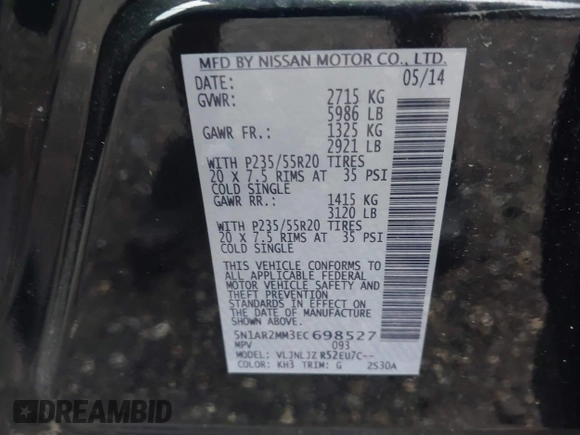 MFD BY NISSAN MOTOR CO., LTD.
DATE: 05/14
GVWR: 2715 KG
5986 LB
GAWR FR.: 1325 KG
2921 LB
WITH P235/55R20 TIRES
20 X 7.5 RIMS AT 35 PSI
COLD SINGLE
GAWR RR.: 1415 KG
3120 LB
WITH P235/55R20 TIRES
20 X 7.5 RIMS AT 35 PSI
COLD SINGLE
THIS VEHICLE CONFORMS TO
ALL APPLICABLE FEDERAL
MOTOR VEHICLE SAFETY AND
THEFT PREVENTION
STANDARDS IN EFFECT ON
THE DATE OF MANUFACTURE
SHOWN ABOVE.
5N1AR2MM3EC698527
MPV 093
MODEL: VLJNLJZ R52EU7C--
COLOR: KH3 TRIM: G 2S30A
DREAMBID